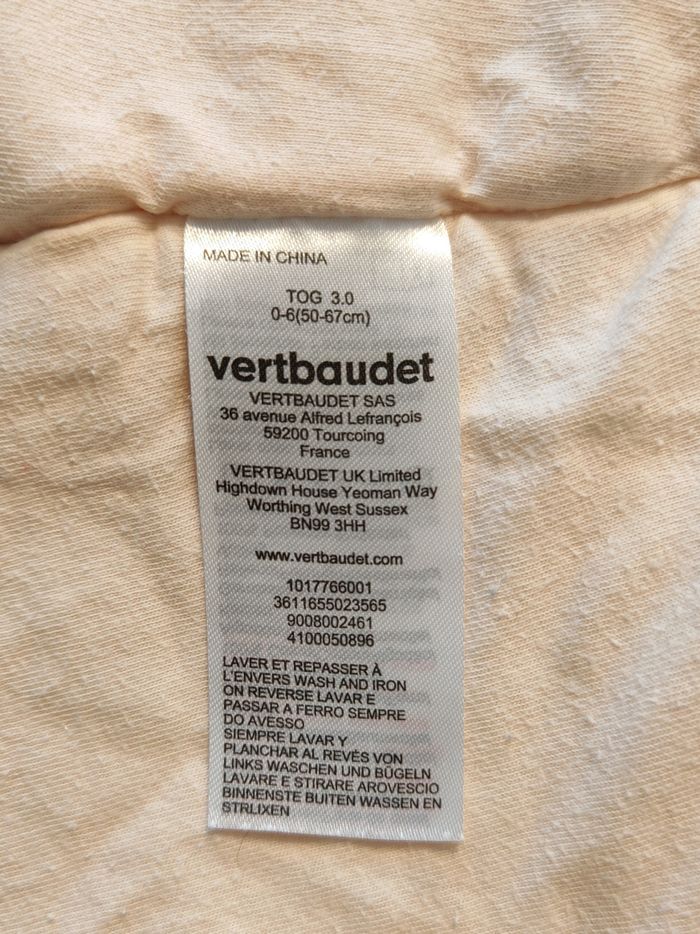 MADE IN CHINA
TOG 3.0
0-6(50-67cm)
vertbaudet
VERTBAUDET SAS
36 avenue Alfred Lefrançois
59200 Tourcoing
France
VERTBAUDET UK Limited
Highdown House Yeoman Way
Worthing West Sussex
BN99 3HH
www.vertbaudet.com
1017766001
3611655023565
9008002461
4100050896
LAVER ET REPASSER À
L'ENVERS WASH AND IRON
ON REVERSE LAVAR E
PASSAR A FERRO SEMPRE
DO AVESSO
SIEMPRE LAVAR Y
PLANCHAR AL REVÉS VON
LINKS WASCHEN UND BÜGELN
LAVARE E STIRARE AROVESCIO
BINNENSTE BUITEN WASSEN EN
STRLIXEN